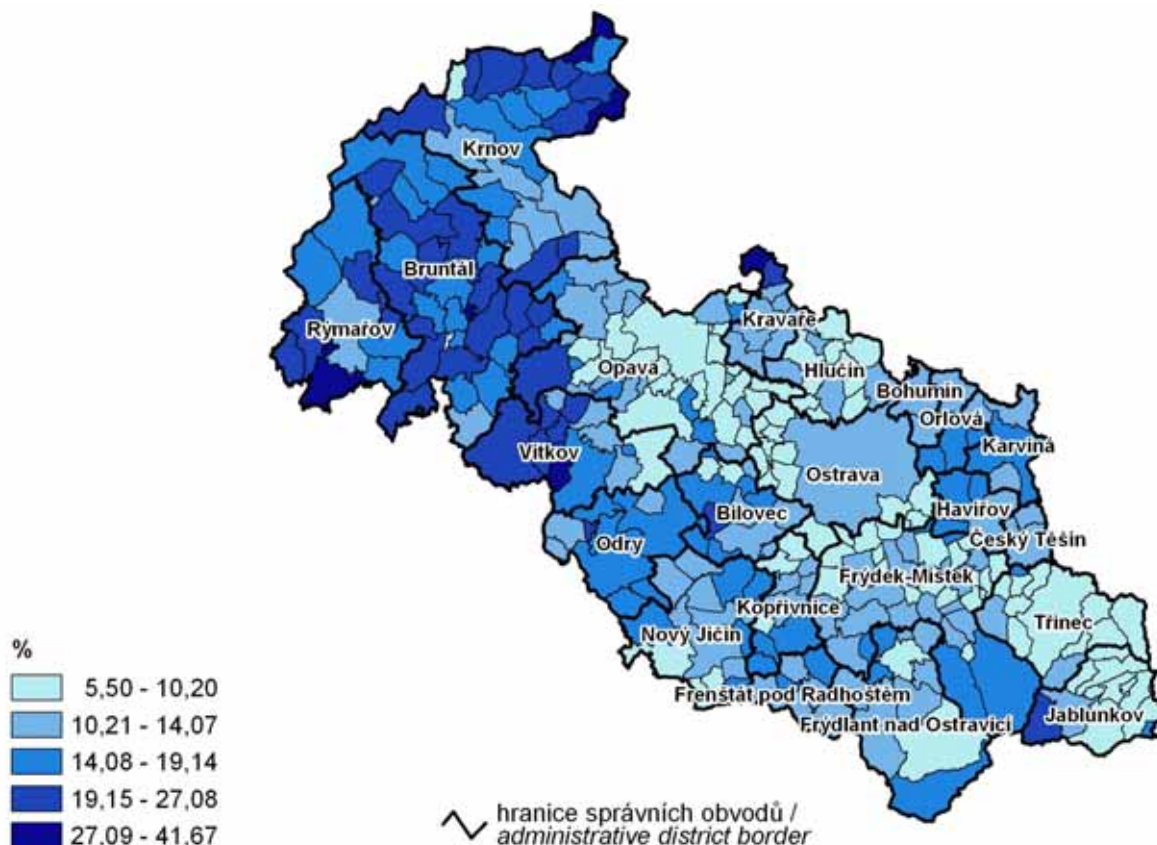 Krnov
Bruntál
Rýmařov
Kravaře
Opava
Hlučín
Bohumín
Orlová
Karviná
Vítkov
Ostrava
Bílovec
Havířov
Odry
Český Těšín
Frýdek-Místek
Kopřivnice
Třinec
Nový Jičín
Frenštát pod Radhoštěm
Jablunkov
Frýdlant nad Ostravicí
%
5,50 - 10,20
10,21 - 14,07
14,08 - 19,14
19,15 - 27,08
27,09 - 41,67
hranice správních obvodů /
administrative district border